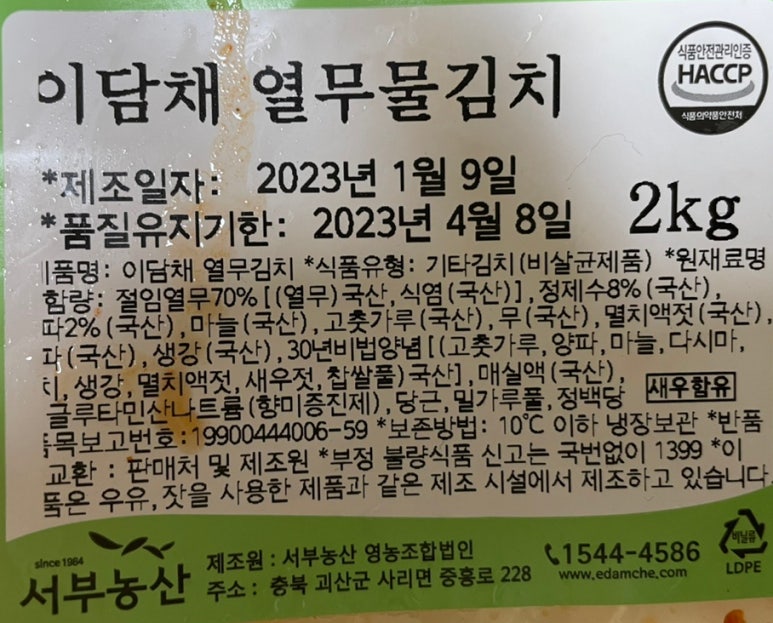 이담채 열무물김치
식품안전관리인증
HACCP
식품의약품안전처
*제조일자: 2023년 1월 9일
*품질유지기한: 2023년 4월 8일
2kg
품명: 이담채 열무김치 *식품유형: 기타김치(비살균제품) *원재료명
함량: 절임열무70%[(열무)국산,식염(국산)],정제수8%(국산),
파2%(국산),마늘(국산),고춧가루(국산),무(국산),멸치액젓(국산),
파(국산),생강(국산),30년비법양념[(고춧가루,양파,마늘,다시마,
치,생강,멸치액젓,새우젓,찹쌀풀)국산],매실액(국산),
글루타민산나트륨(향미증진제),당근,밀가루풀,정백당 새우함유
품목보고번호:19900444006-59 *보존방법: 10℃ 이하 냉장보관 *반품
교환 : 판매처 및 제조원 *부정 불량식품 신고는 국번없이 1399 *이
품은 우유,잣을 사용한 제품과 같은 제조 시설에서 제조하고 있습니다.
since 1984
서부농산
제조원 : 서부농산 영농조합법인
주소 : 충북 괴산군 사리면 중흥로 228
1544-4586
www.edamche.com
비닐류
LDPE